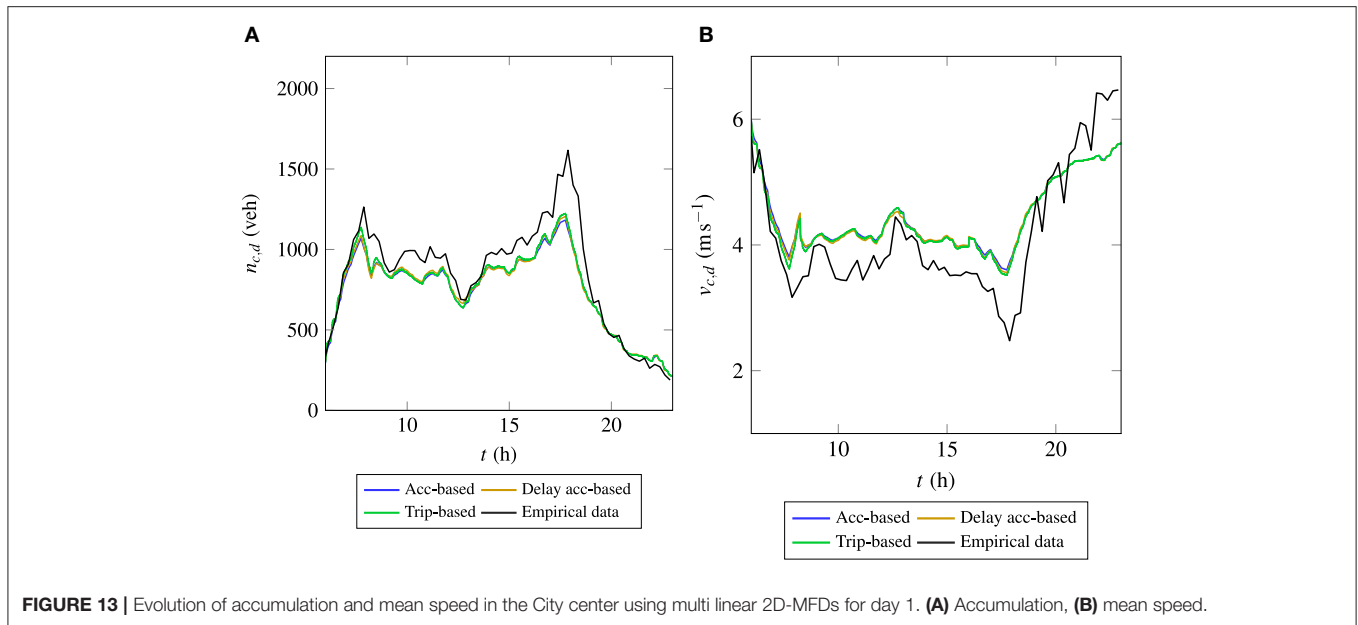 A
2000
1500
1000
500
0
n_{c,d} (veh)
10 15 20
t (h)
Acc-based Delay acc-based
Trip-based Empirical data
B
6
4
2
v_{c,d} (m s⁻¹)
10 15 20
t (h)
Acc-based Delay acc-based
Trip-based Empirical data
FIGURE 13 | Evolution of accumulation and mean speed in the City center using multi linear 2D-MFDs for day 1. (A) Accumulation, (B) mean speed.